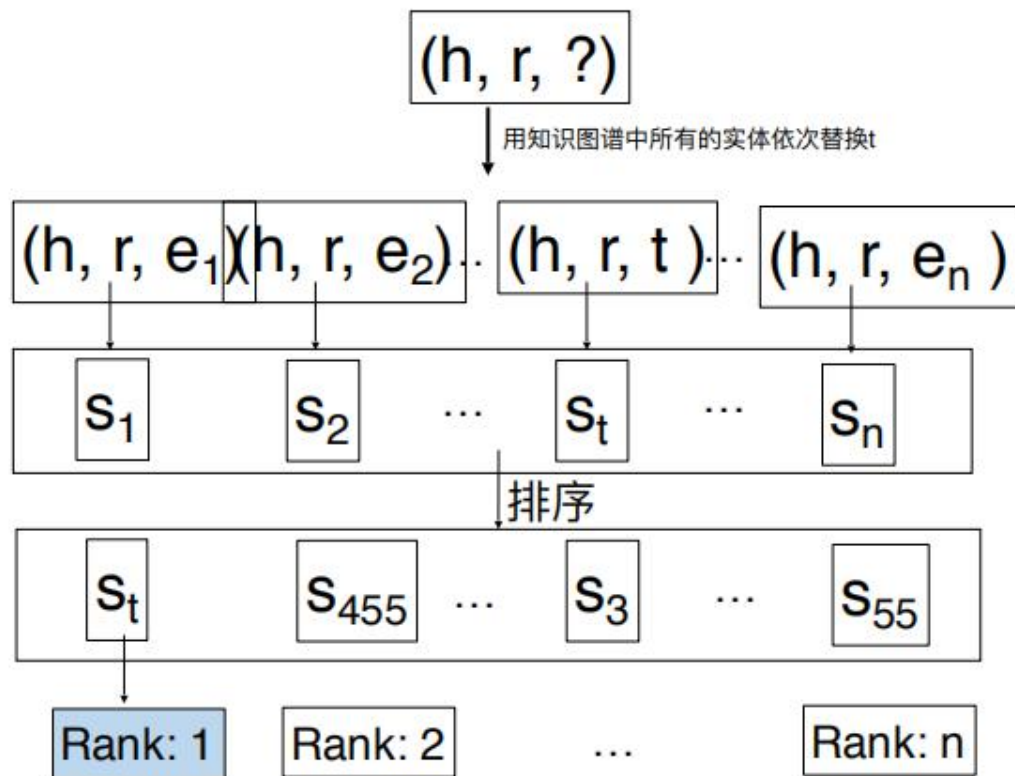 (h, r, ?)
用知识图谱中所有的实体依次替换t
(h, r, e₁)(h, r, e₂)… (h, r, t )… (h, r, eₙ )
s₁ s₂ … sₜ … sₙ
排序
sₜ s₄₅₅ … s₃ … s₅₅
Rank: 1 Rank: 2 … Rank: n